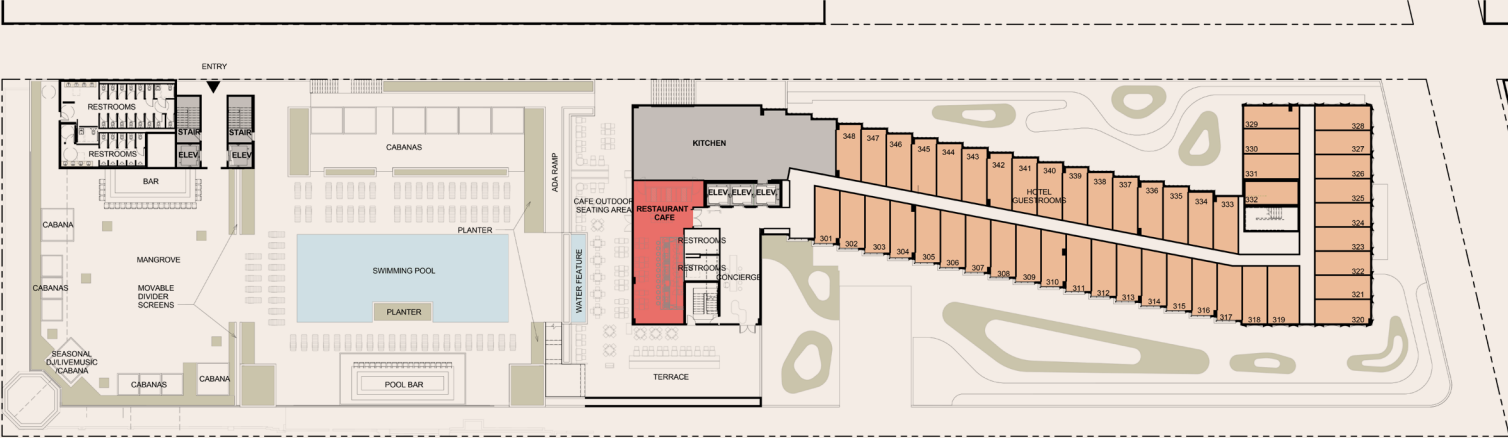 ENTRY
RESTROOMS
STAIR
STAIR
RESTROOMS
ELEV.
ELEV.
BAR
CABANA
MANGROVE
CABANAS
MOVABLE
DIVIDER
SCREENS
SEASONAL
DJ/LIVEMUSIC
/CABANA
CABANAS
CABANA
CABANAS
PLANTER
SWIMMING POOL
PLANTER
POOL BAR
ADA RAMP
WATER FEATURE
CAFE OUTDOOR
SEATING AREA
KITCHEN
RESTAURANT
CAFE
ELEV.
ELEV.
ELEV.
RESTROOMS
RESTROOMS
CONCIERGE
TERRACE
HOTEL
GUESTROOMS
348
347
346
345
344
343
342
341
340
339
338
337
336
335
334
333
301
302
303
304
305
306
307
308
309
310
311
312
313
314
315
316
317
318
319
329
330
331
332
328
327
326
325
324
323
322
321
320